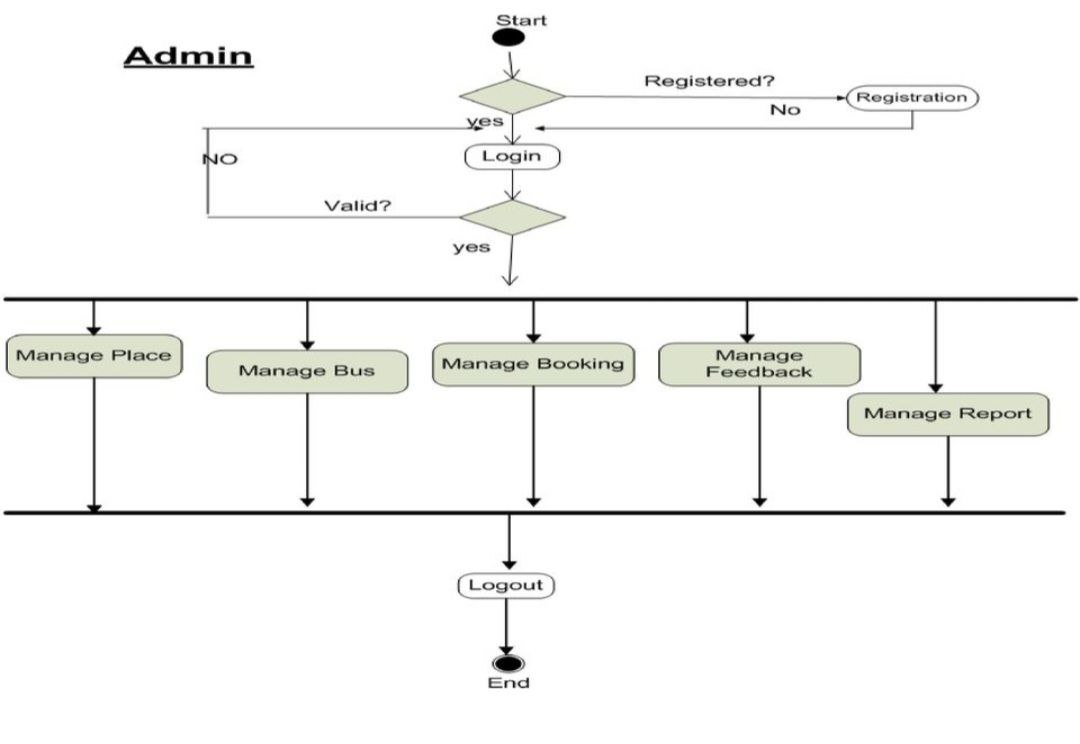 Start
Admin
Registered?
Registration
No
yes
Login
NO
Valid?
yes
Manage Place
Manage Bus
Manage Booking
Manage
Feedback
Manage Report
Logout
End